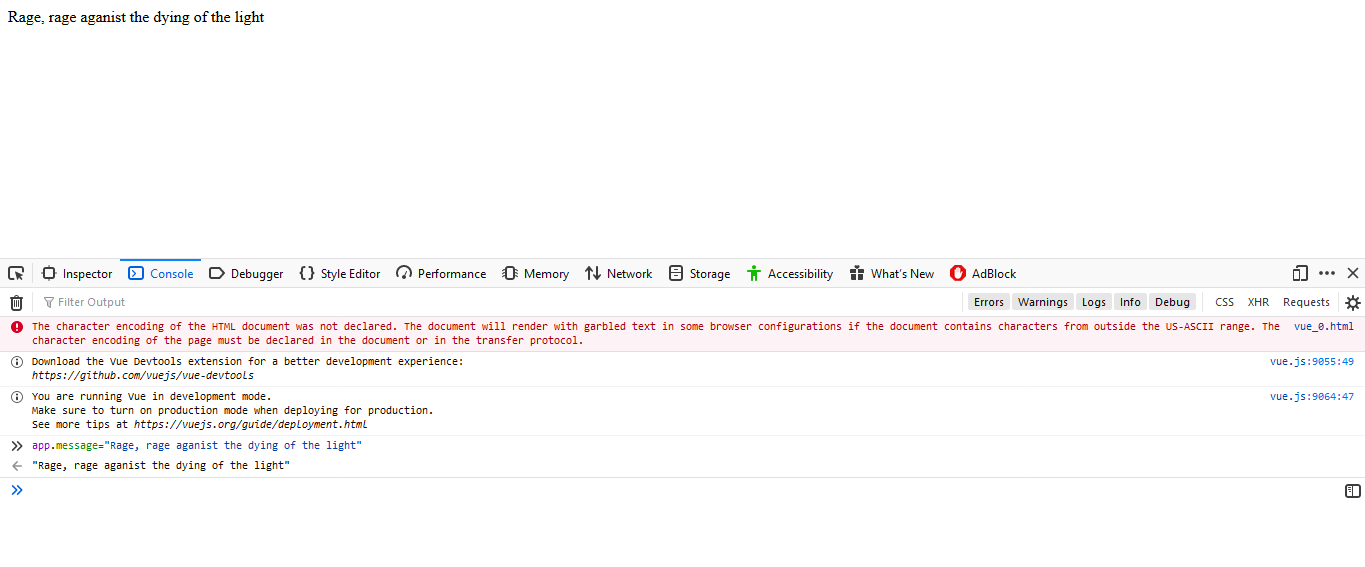 Rage, rage aganist the dying of the light
Inspector Console Debugger Style Editor Performance Memory Network Storage Accessibility What's New AdBlock
Filter Output Errors Warnings Logs Info Debug CSS XHR Requests
The character encoding of the HTML document was not declared. The document will render with garbled text in some browser configurations if the document contains characters from outside the US-ASCII range. The vue_0.html
character encoding of the page must be declared in the document or in the transfer protocol.
Download the Vue Devtools extension for a better development experience: vue.js:9055:49
https://github.com/vuejs/vue-devtools
You are running Vue in development mode. vue.js:9064:47
Make sure to turn on production mode when deploying for production.
See more tips at https://vuejs.org/guide/deployment.html
app.message="Rage, rage aganist the dying of the light"
"Rage, rage aganist the dying of the light"